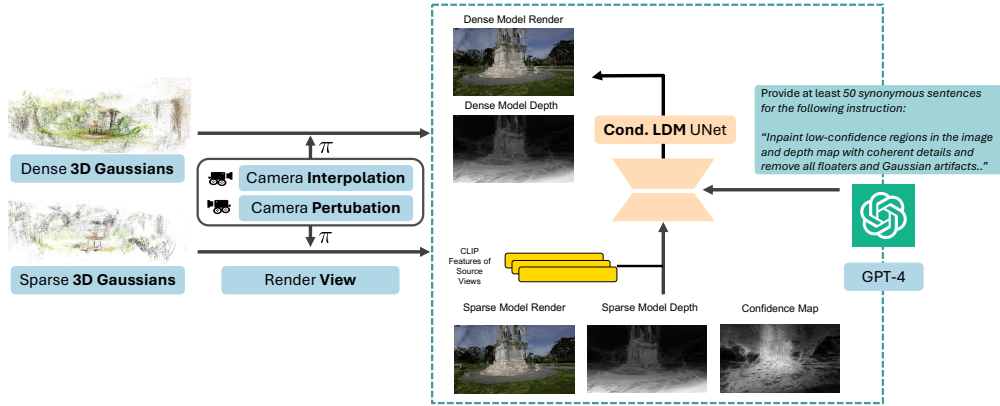 Dense Model Render
Dense Model Depth
Dense 3D Gaussians
π
Camera Interpolation
Camera Pertubation
π
Sparse 3D Gaussians
Render View
Cond. LDM UNet
Provide at least 50 synonymous sentences
for the following instruction:
“Inpaint low-confidence regions in the image
and depth map with coherent details and
remove all floaters and Gaussian artifacts..”
GPT-4
CLIP
Features of
Source
Views
Sparse Model Render
Sparse Model Depth
Confidence Map